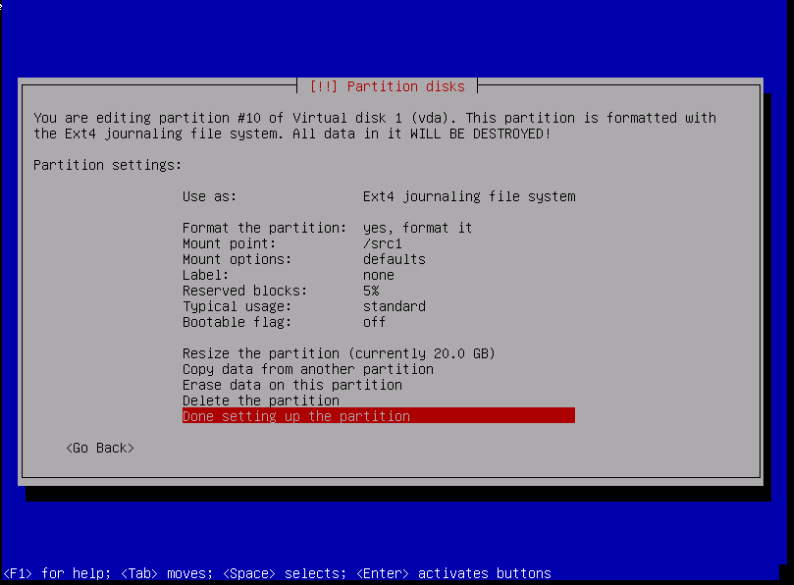 [!!] Partition disks
You are editing partition #10 of Virtual disk 1 (vda). This partition is formatted with
the Ext4 journaling file system. All data in it WILL BE DESTROYED!
Partition settings:
Use as: Ext4 journaling file system
Format the partition: yes, format it
Mount point: /src1
Mount options: defaults
Label: none
Reserved blocks: 5%
Typical usage: standard
Bootable flag: off
Resize the partition (currently 20.0 GB)
Copy data from another partition
Erase data on this partition
Delete the partition
Done setting up the partition
<Go Back>
<F1> for help; <Tab> moves; <Space> selects; <Enter> activates buttons